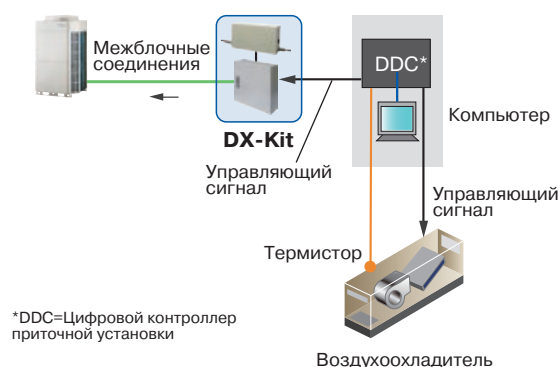 Межблочные
соединения
DDC*
Компьютер
DX-Kit
Управляющий
сигнал
Управляющий
сигнал
Термистор
*DDC=Цифровой контроллер
приточной установки
Воздухоохладитель